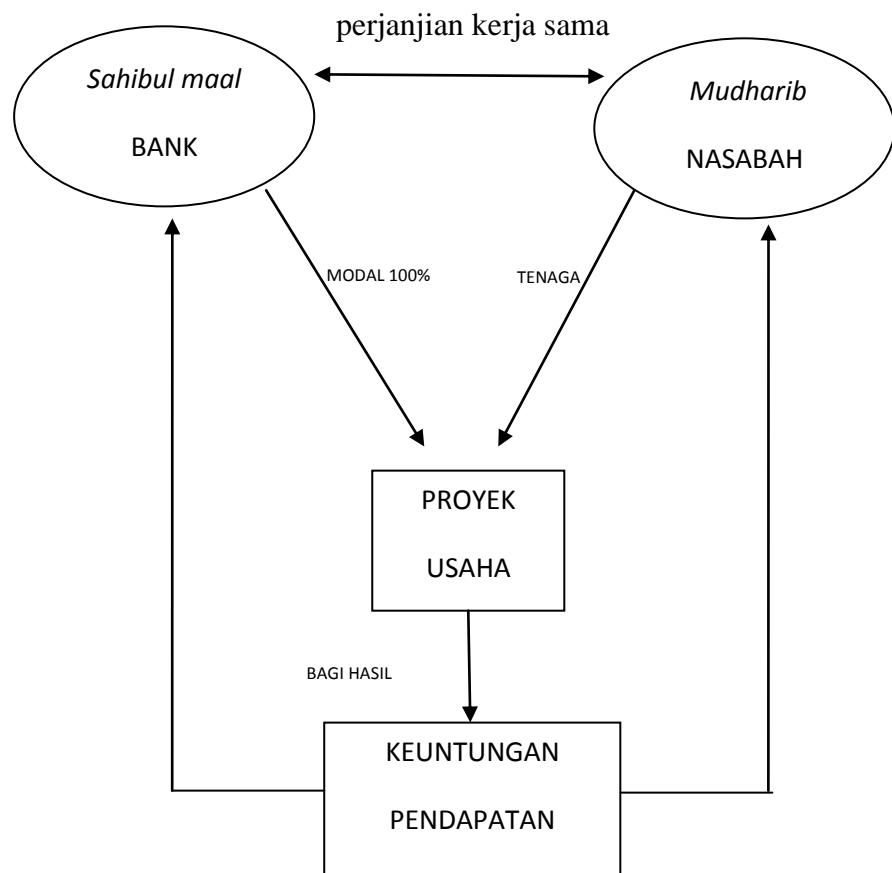 perjanjian kerja sama
Sahibul maal
BANK
Mudharib
NASABAH
MODAL 100%
TENAGA
PROYEK
USAHA
BAGI HASIL
KEUNTUNGAN
PENDAPATAN